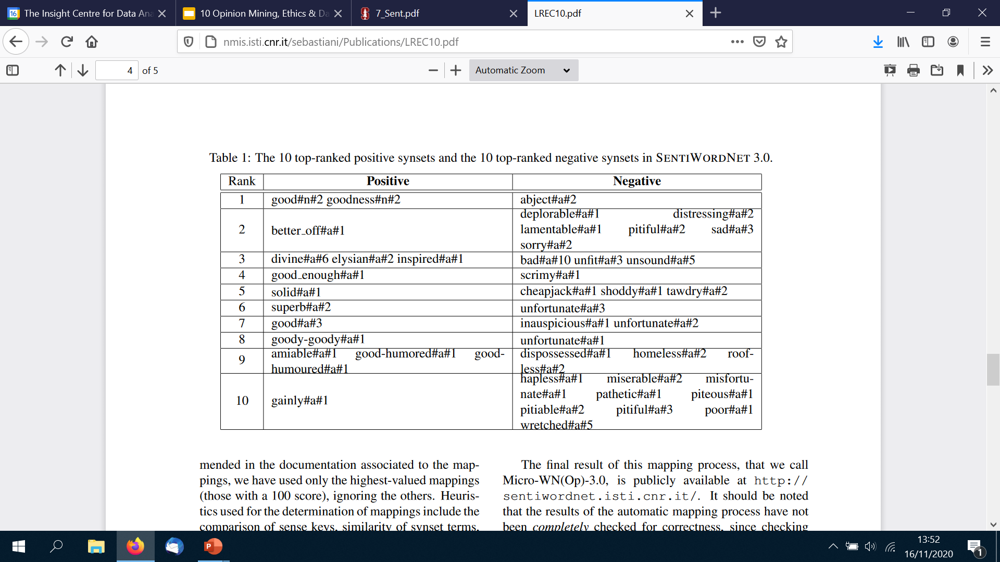 The Insight Centre for Data Ana
10 Opinion Mining, Ethics & Da
7_Sent.pdf
LREC10.pdf
nmis.isti.cnr.it/sebastiani/Publications/LREC10.pdf
4 of 5
Automatic Zoom
Table 1: The 10 top-ranked positive synsets and the 10 top-ranked negative synsets in SENTIWORDNET 3.0.
Rank Positive Negative
1 good#n#2 goodness#n#2 abject#a#2
2 better_off#a#1 deplorable#a#1 distressing#a#2
lamentable#a#1 pitiful#a#2 sad#a#3
sorry#a#2
3 divine#a#6 elysian#a#2 inspired#a#1 bad#a#10 unfit#a#3 unsound#a#5
4 good_enough#a#1 scrimy#a#1
5 solid#a#1 cheapjack#a#1 shoddy#a#1 tawdry#a#2
6 superb#a#2 unfortunate#a#3
7 good#a#3 inauspicious#a#1 unfortunate#a#2
8 goody-goody#a#1 unfortunate#a#1
9 amiable#a#1 good-humored#a#1 good-
humoured#a#1 dispossessed#a#1 homeless#a#2 roof-
less#a#2
10 gainly#a#1 hapless#a#1 miserable#a#2 misfortu-
nate#a#1 pathetic#a#1 piteous#a#1
pitiable#a#2 pitiful#a#3 poor#a#1
wretched#a#5
mended in the documentation associated to the map-
pings, we have used only the highest-valued mappings
(those with a 100 score), ignoring the others. Heuris-
tics used for the determination of mappings include the
comparison of sense keys, similarity of synset terms,
The final result of this mapping process, that we call
Micro-WN(Op)-3.0, is publicly available at http://
sentiwordnet.isti.cnr.it/. It should be noted
that the results of the automatic mapping process have not
been completely checked for correctness, since checking
13:52
16/11/2020
1